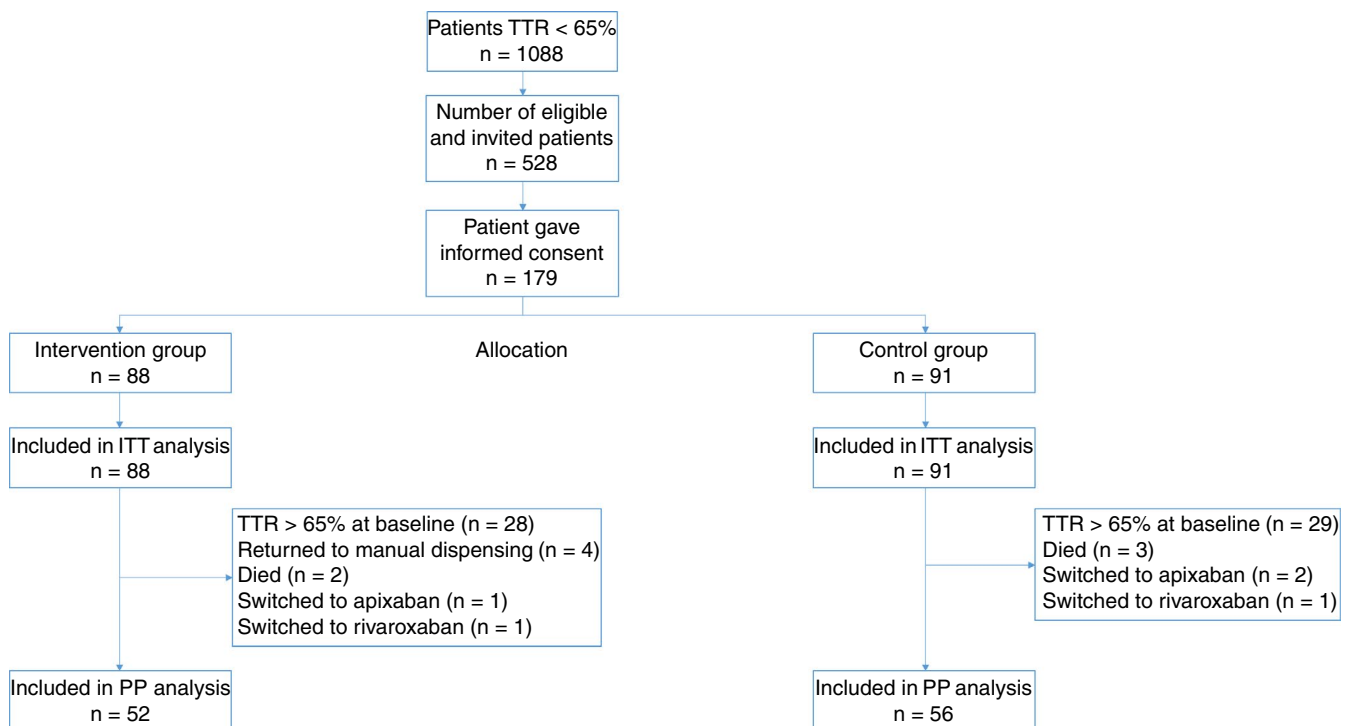 Patients TTR < 65%
n = 1088
Number of eligible
and invited patients
n = 528
Patient gave
informed consent
n = 179
Intervention group
n = 88
Allocation
Control group
n = 91
Included in ITT analysis
n = 88
Included in ITT analysis
n = 91
TTR > 65% at baseline (n = 28)
Returned to manual dispensing (n = 4)
Died (n = 2)
Switched to apixaban (n = 1)
Switched to rivaroxaban (n = 1)
TTR > 65% at baseline (n = 29)
Died (n = 3)
Switched to apixaban (n = 2)
Switched to rivaroxaban (n = 1)
Included in PP analysis
n = 52
Included in PP analysis
n = 56